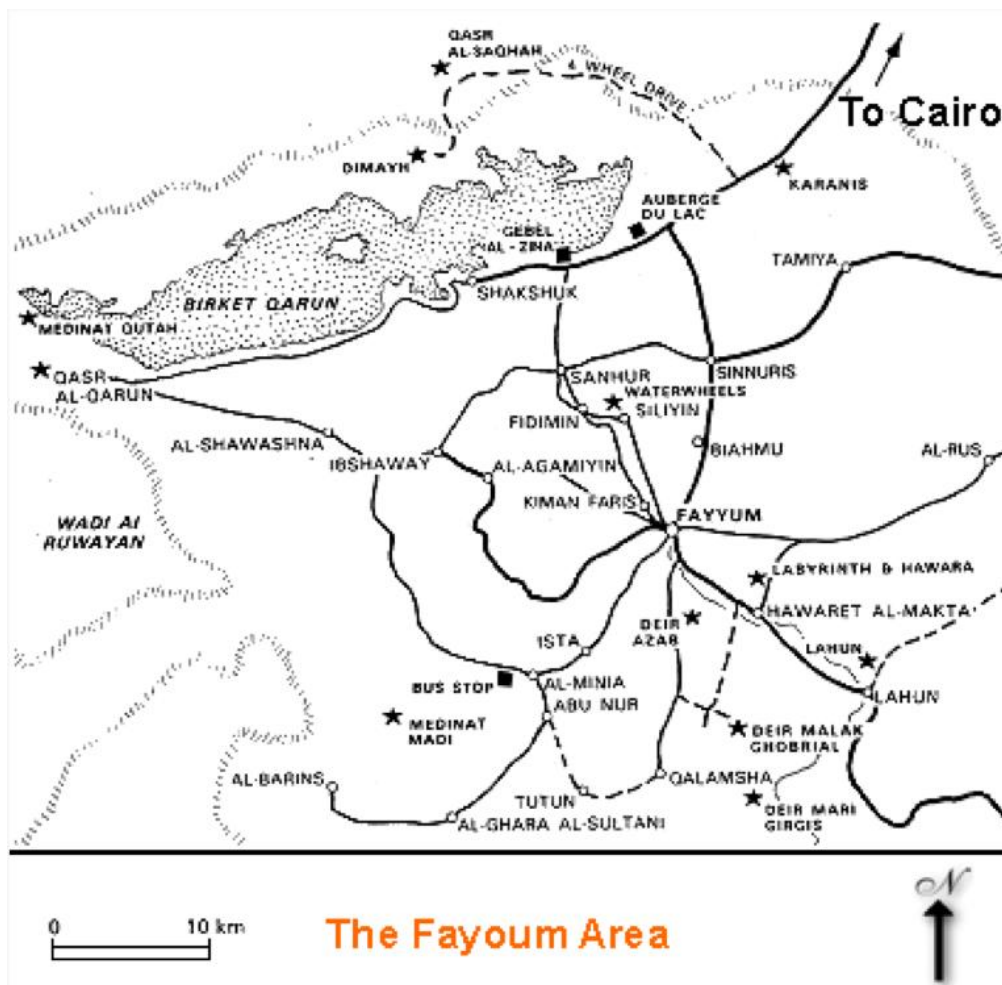 QASR
AL-SAQHAH
4 WHEEL DRIVE
To Cairo
DIMAYH
KARANIS
AUBERGE
DU LAC
GEBEL
AL-ZINA
TAMIYA
SHAKSHUK
BIRKET QARUN
MEDINAT QUTAH
QASR
AL-QARUN
SANHUR
SINNURIS
WATERWHEELS
SILIYIN
FIDIMIN
AL-SHAWASHNA
IBSHAWAY
BIAHMU
AL-RUS
AL-AGAMIYIN
KIMAN FARIS
FAYYUM
WADI AI
RUWAYAN
LABYRINTH & HAWARA
HAWARET AL-MAKTA
DEIR
AZAB
ISTA
LAHUN
BUS STOP
AL-MINIA
LAHUN
ABU NUR
MEDINAT
MADI
DEIR MALAK
GHOBRIAL
AL-BARINS
QALAMSHA
TUTUN
DEIR MARI
GIRGIS
AL-GHARA AL-SULTANI
N
0 10 km
The Fayoum Area